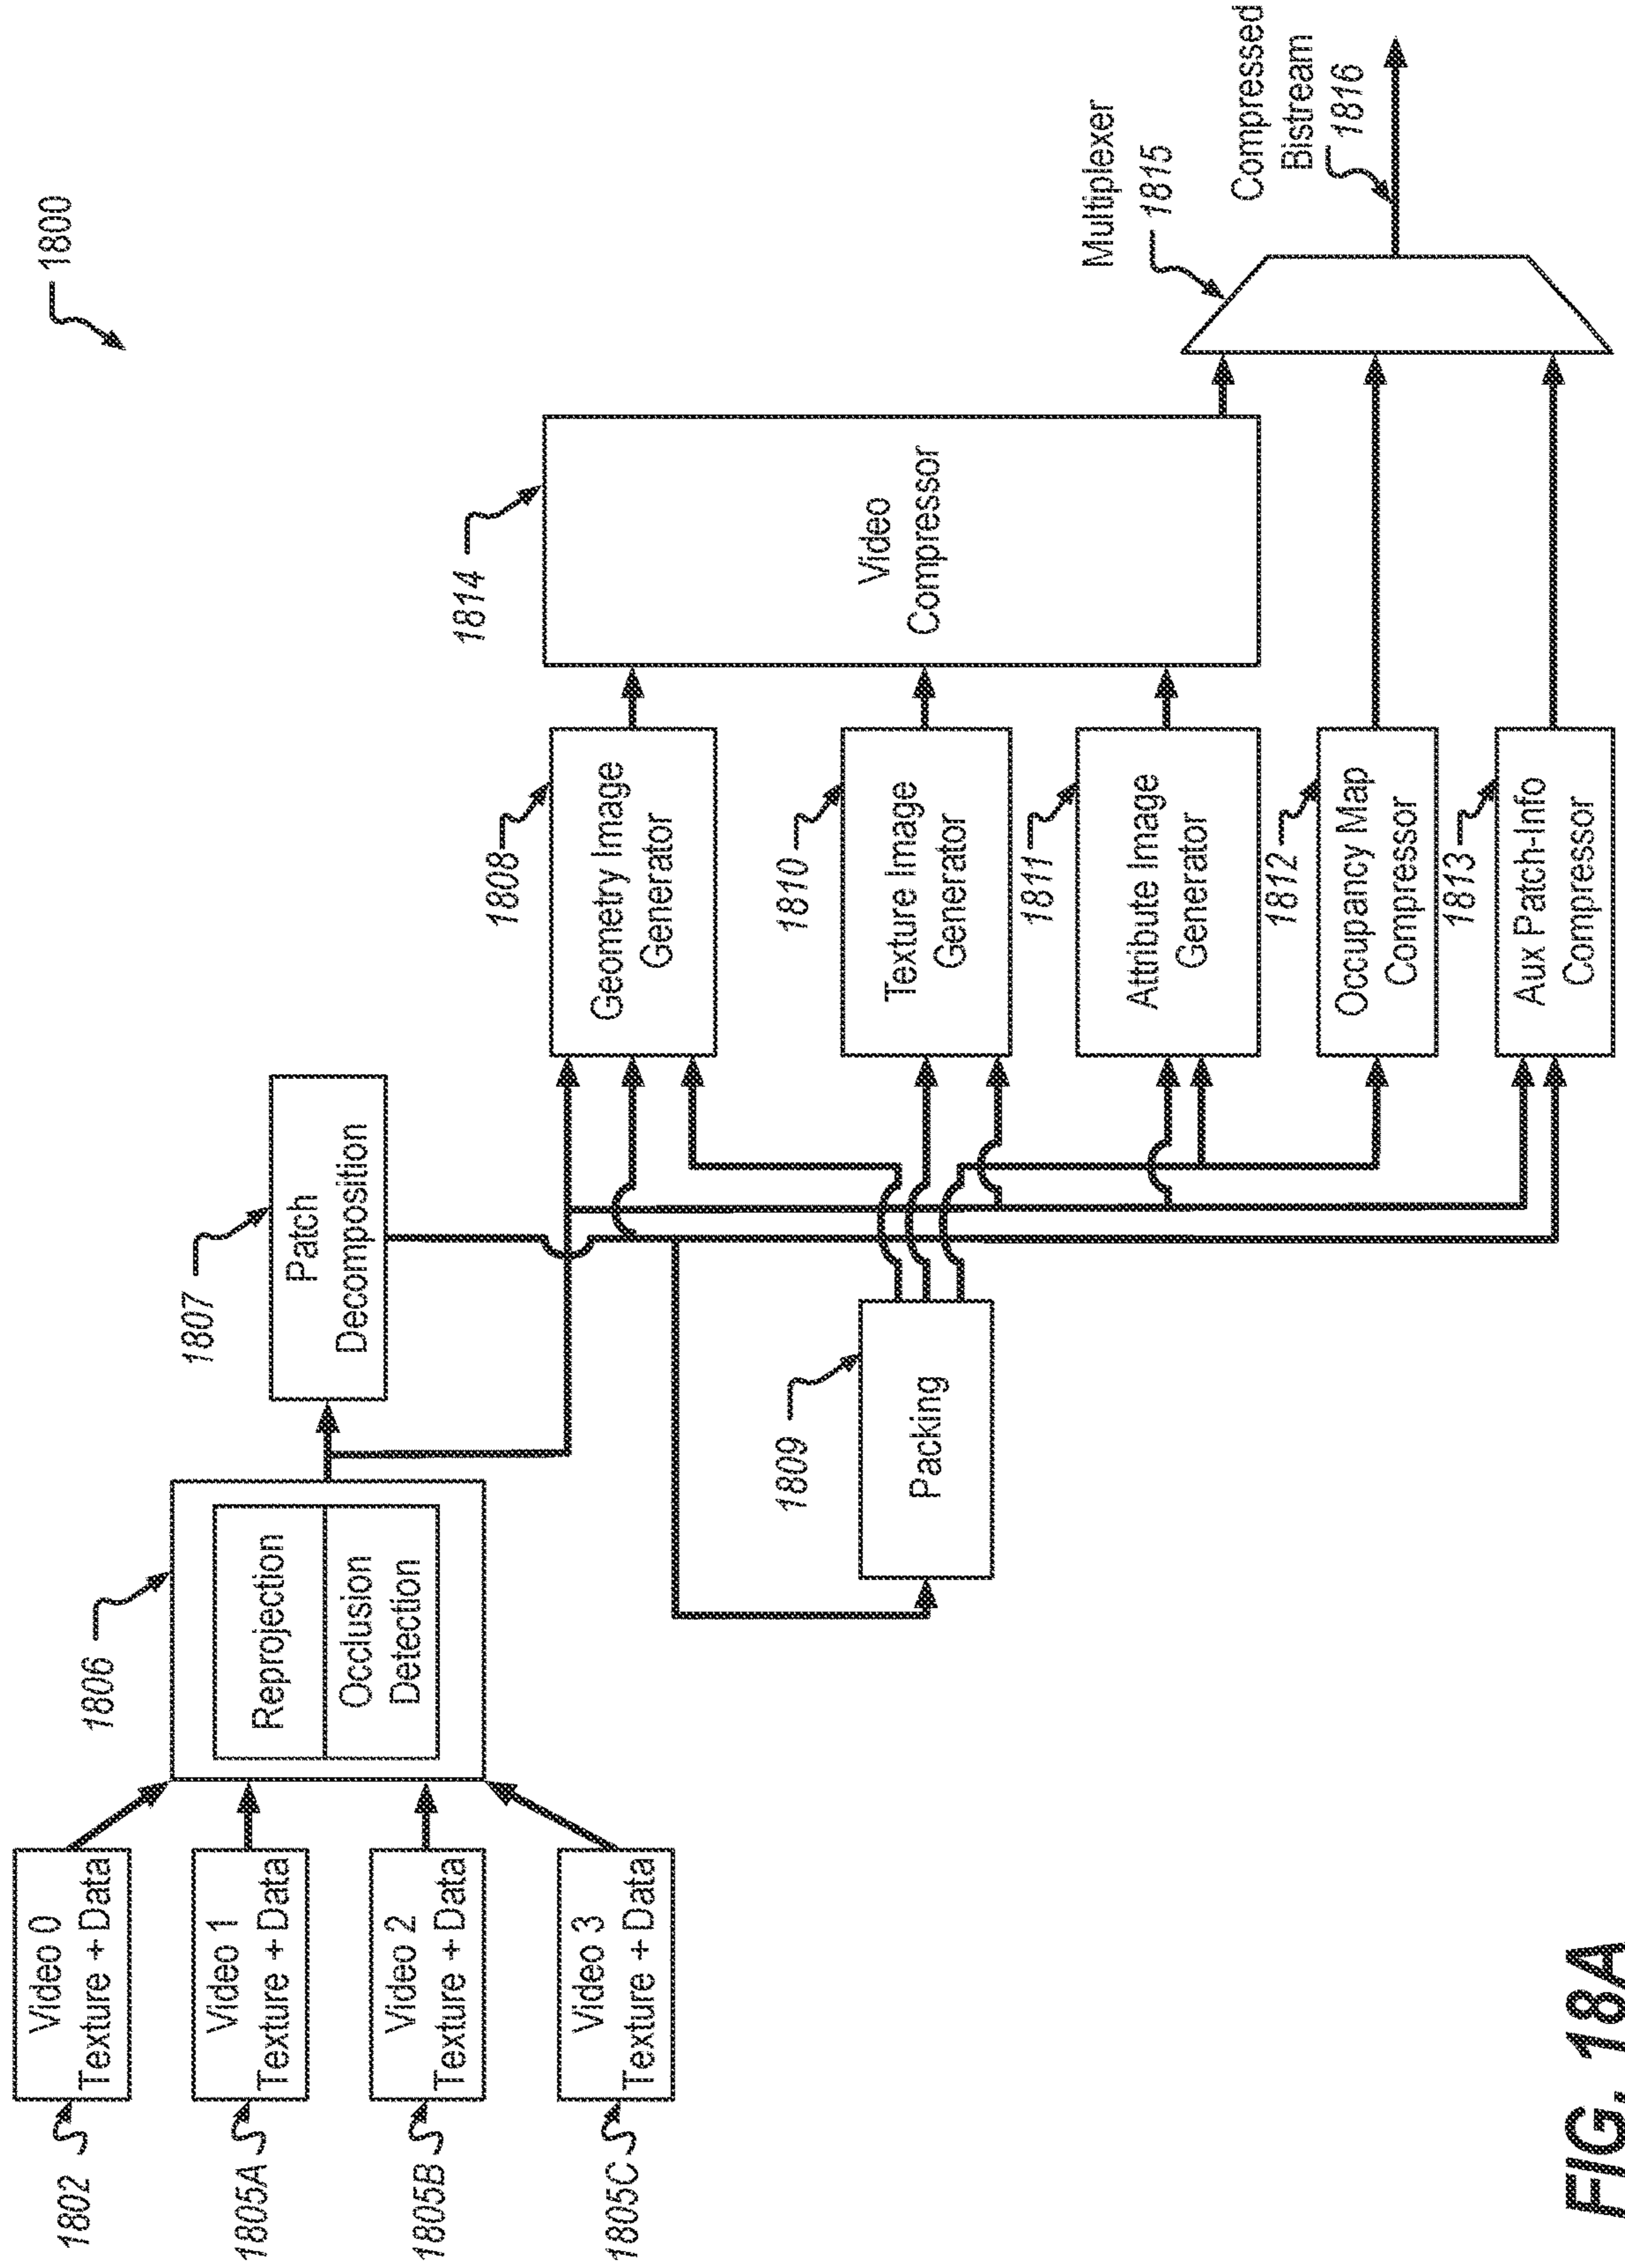 1800
1802
Video 0
Texture + Data
1805A
Video 1
Texture + Data
1805B
Video 2
Texture + Data
1805C
Video 3
Texture + Data
1806
Reprojection
Occlusion
Detection
1807
Patch
Decomposition
1809
Packing
1808
Geometry Image
Generator
1810
Texture Image
Generator
1811
Attribute Image
Generator
1812
Occupancy Map
Compressor
1813
Aux Patch-Info
Compressor
1814
Video
Compressor
Multiplexer
1815
Compressed
Bistream
1816
FIG. 18A